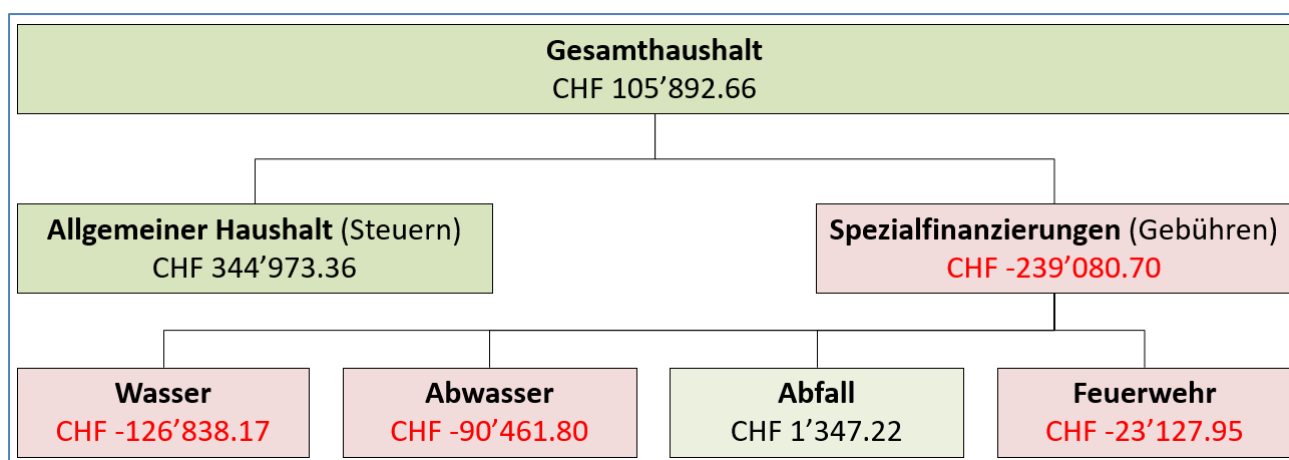 Gesamthaushalt
CHF 105’892.66
Allgemeiner Haushalt (Steuern)
CHF 344’973.36
Spezialfinanzierungen (Gebühren)
CHF -239’080.70
Wasser
CHF -126’838.17
Abwasser
CHF -90’461.80
Abfall
CHF 1’347.22
Feuerwehr
CHF -23’127.95